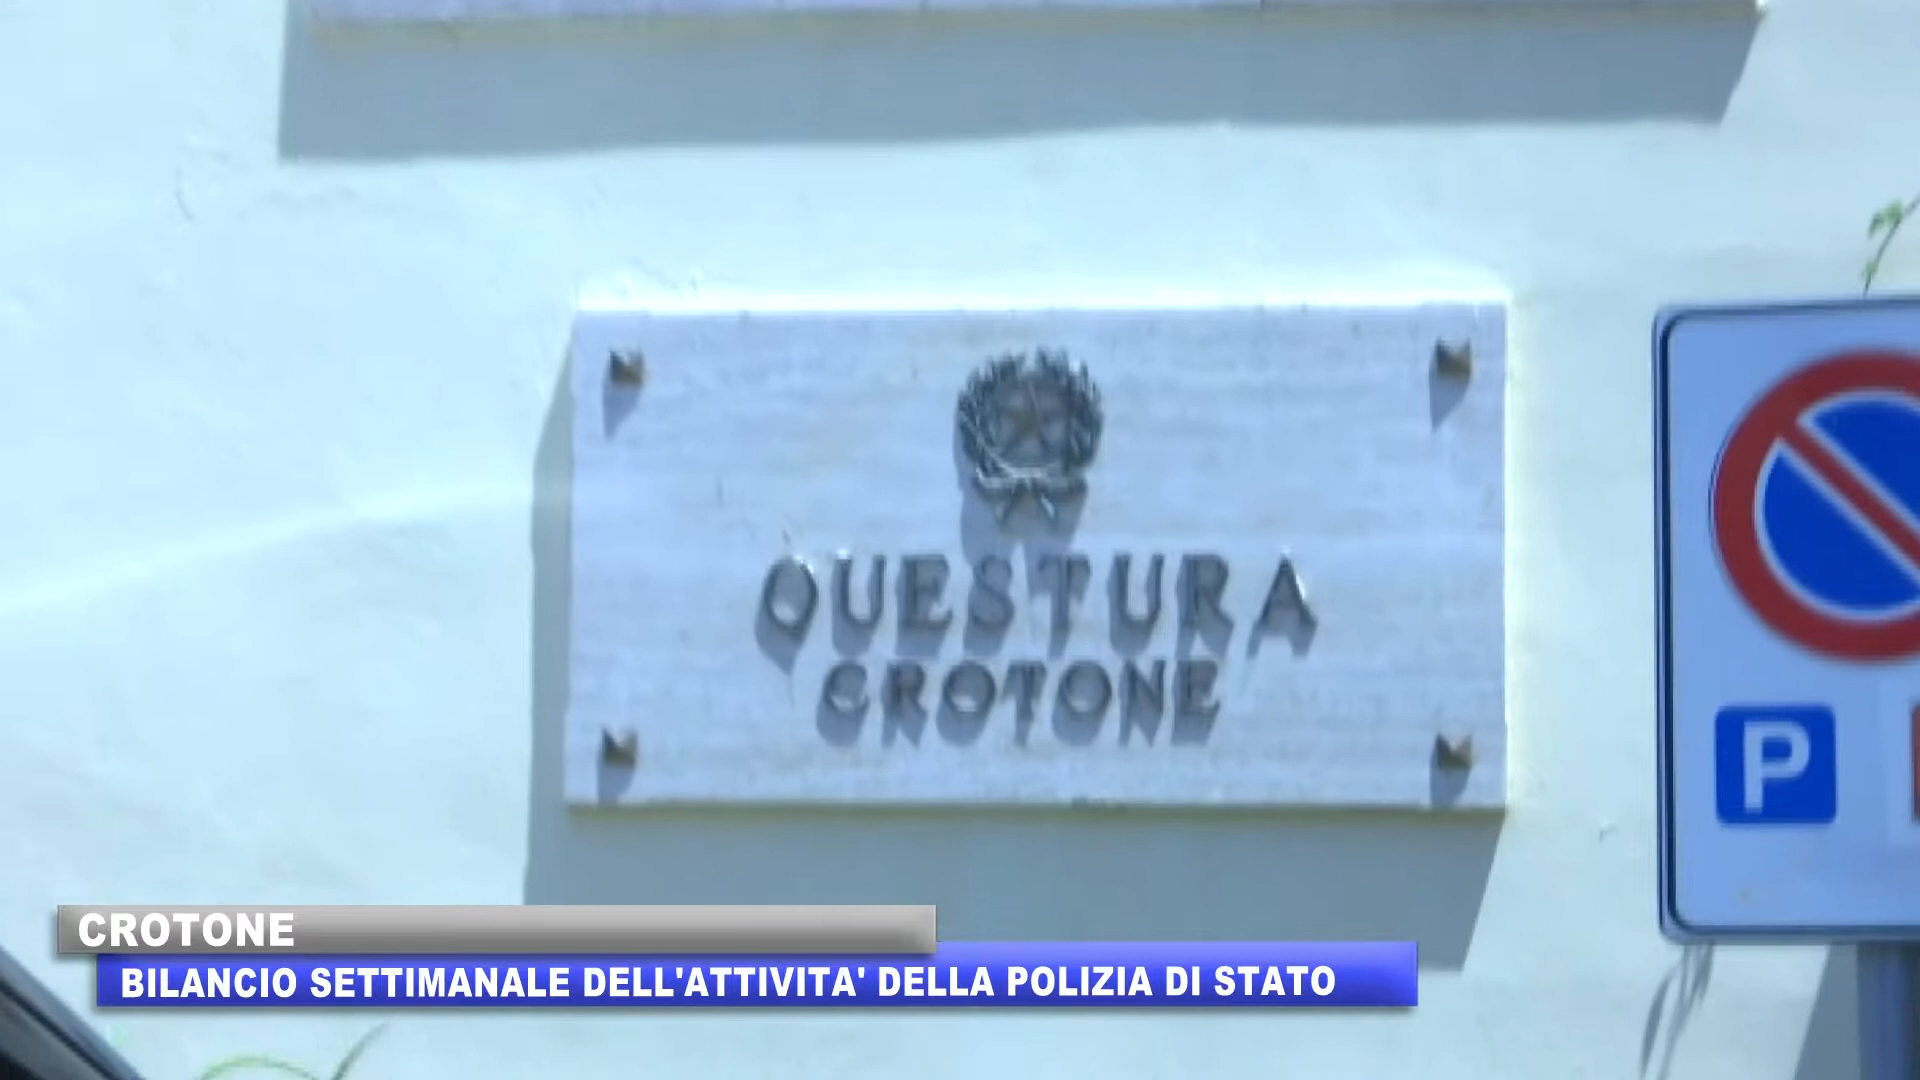 QUESTURA
CROTONE
P
CROTONE
BILANCIO SETTIMANALE DELL'ATTIVITA' DELLA POLIZIA DI STATO